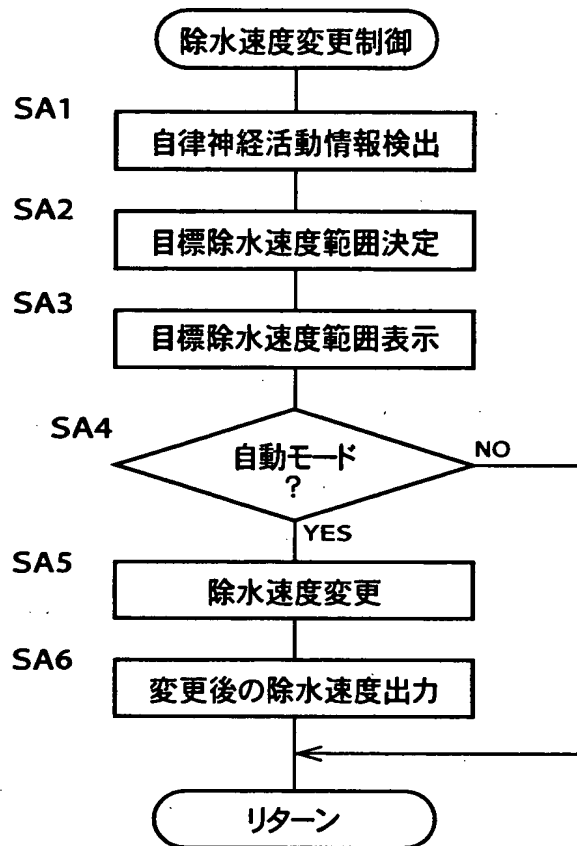 除水速度変更制御
SA1
自律神経活動情報検出
SA2
目標除水速度範囲決定
SA3
目標除水速度範囲表示
SA4
自動モード
?
NO
YES
SA5
除水速度変更
SA6
変更後の除水速度出力
リターン